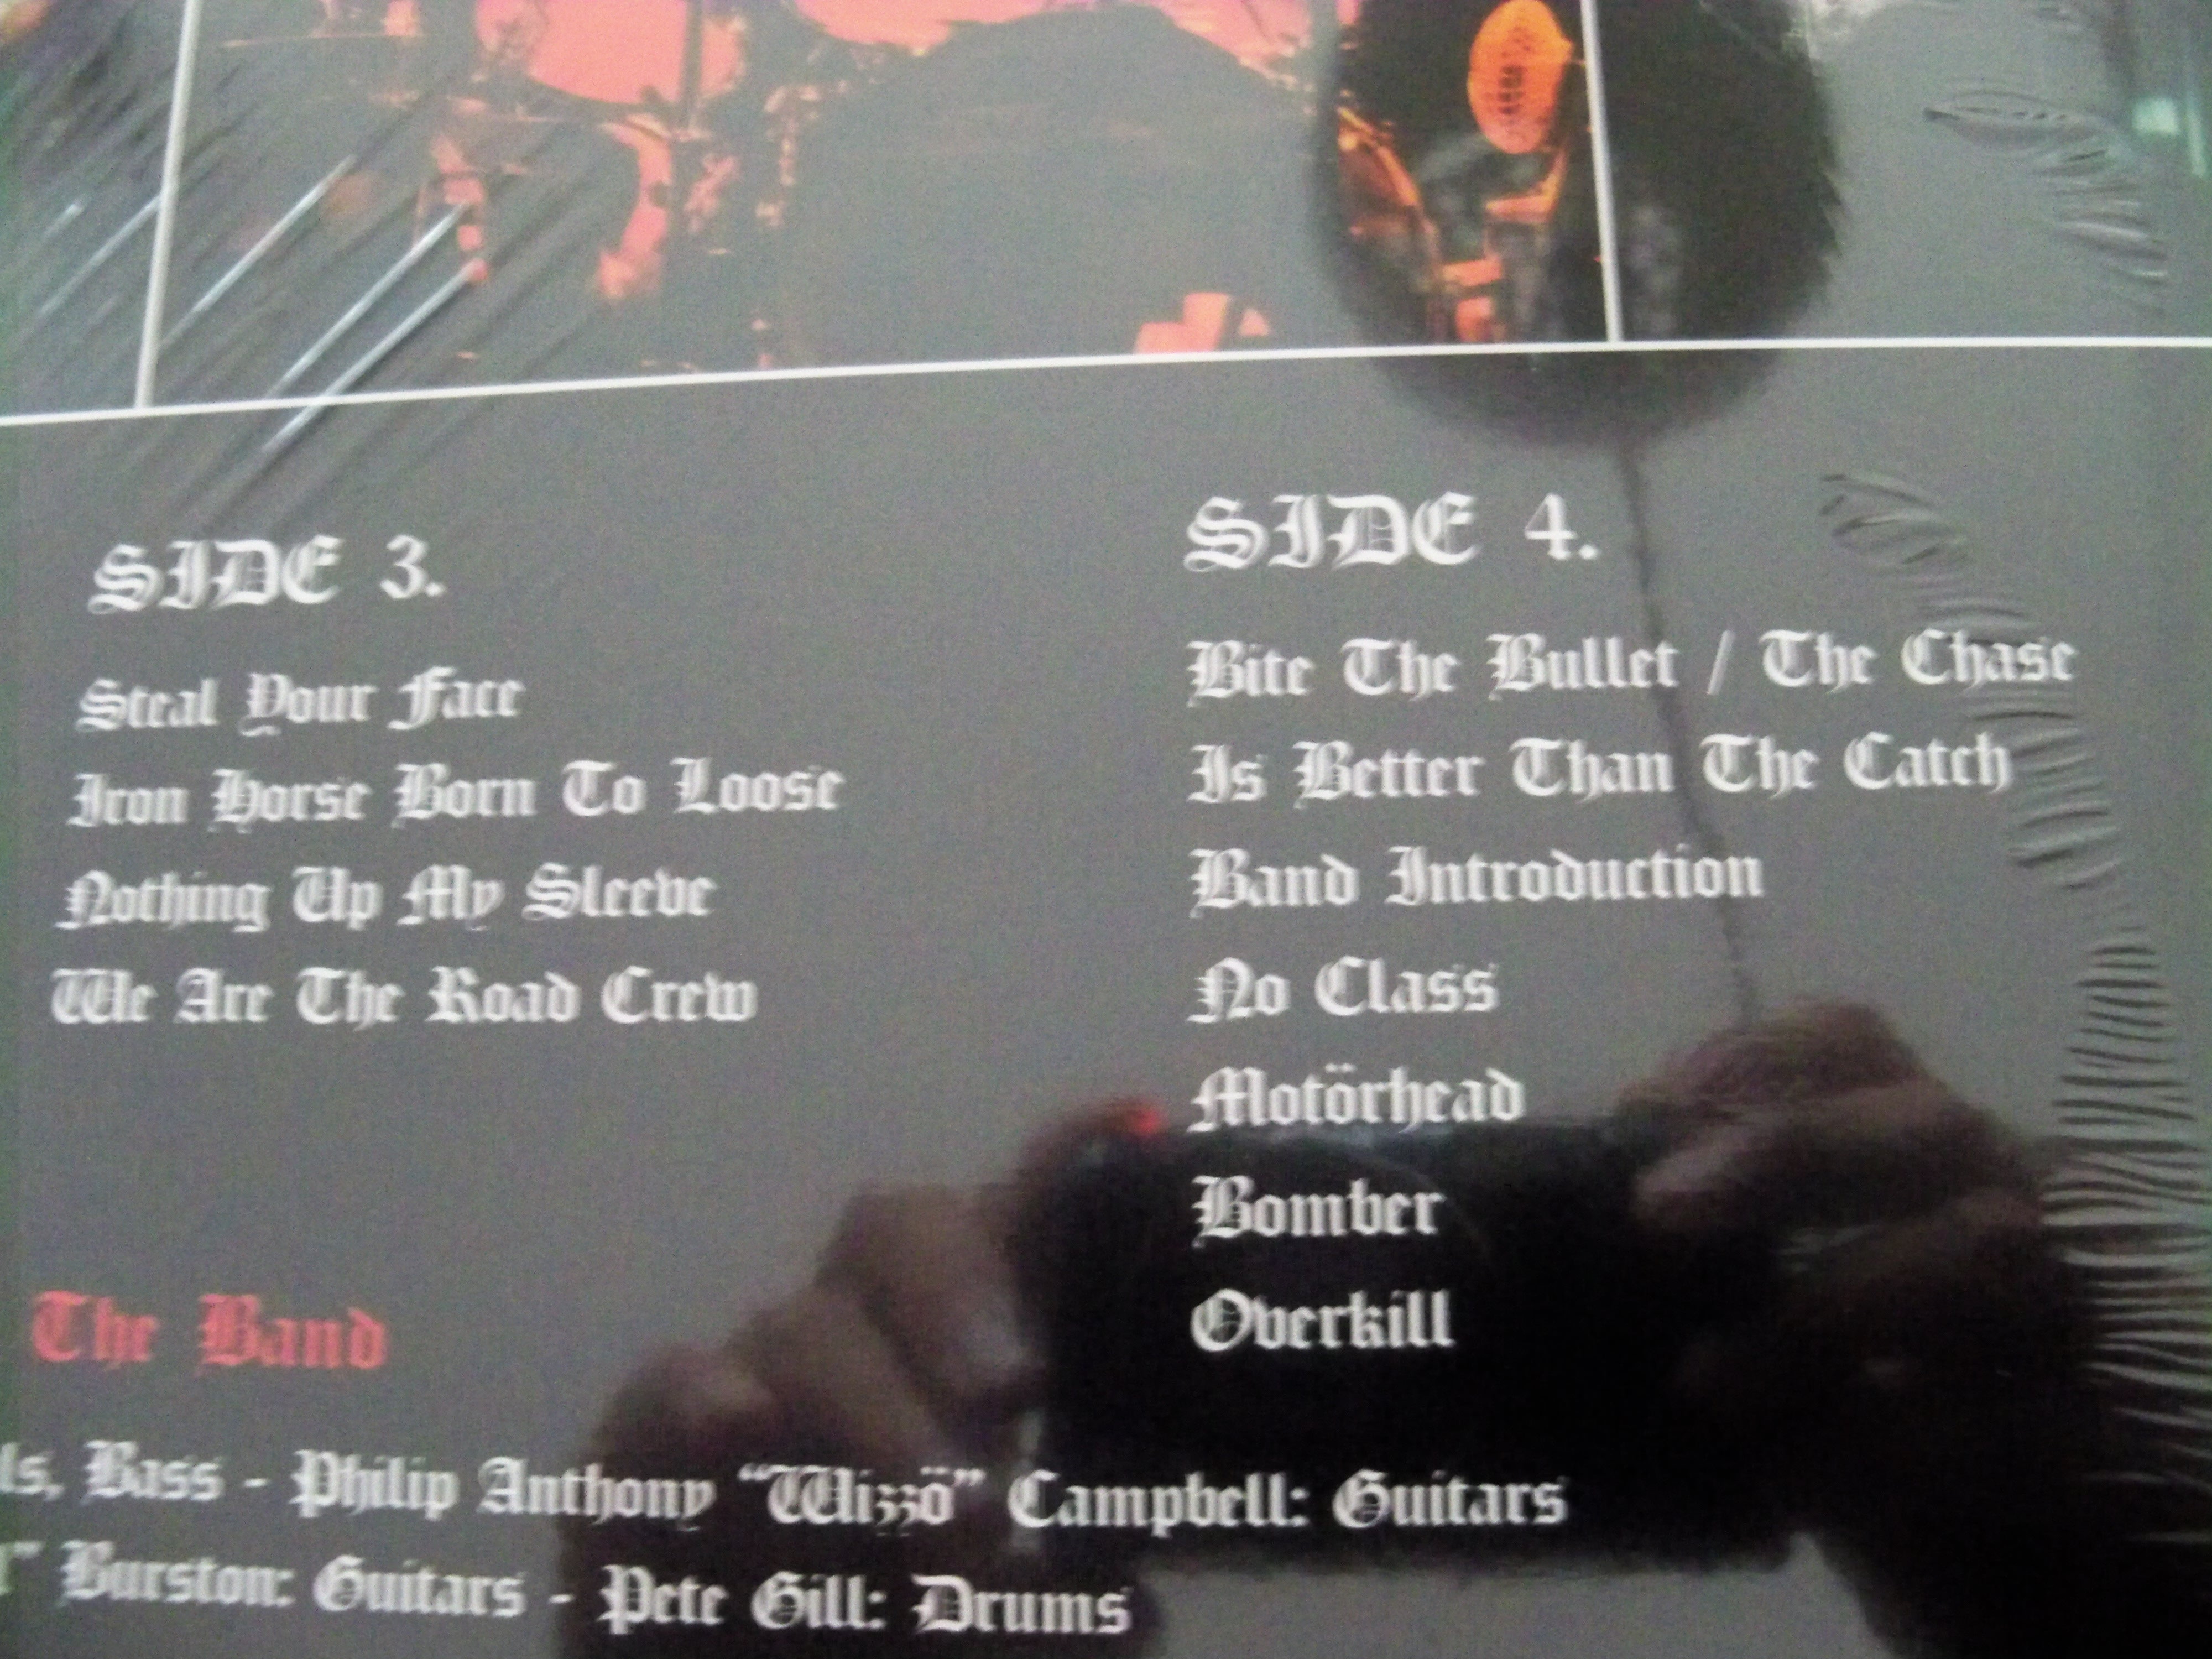 SIDE 3.
Steal Your Face
Iron Horse Born To Loose
Nothing Up My Sleeve
We Are The Road Crew
SIDE 4.
Bite The Bullet / The Chase
Is Better Than The Catch
Band Introduction
No Class
Motörhead
Bomber
Overkill
The Band
ls, Bass - Philip Anthony “Wizzö” Campbell: Guitars
" Burston: Guitars - Pete Gill: Drums